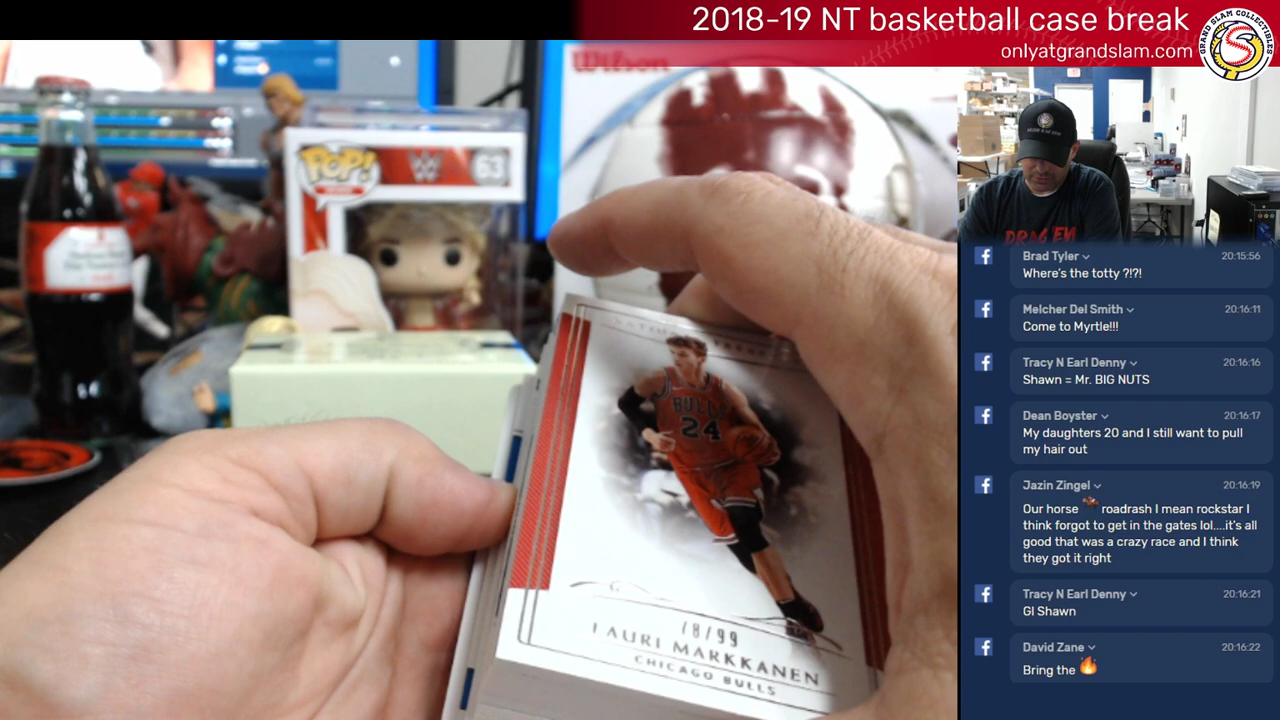 2018-19 NT basketball case break
onlyatgrandslam.com
GRAND SLAM COLLECTIBLES
Wilson
POP!
W
63
BULLS
24
78/99
LAURI MARKKANEN
CHICAGO BULLS
DRAG EM
Brad Tyler
20:15:56
Where's the totty ?!?!
Melcher Del Smith
20:16:11
Come to Myrtle!!!
Tracy N Earl Denny
20:16:16
Shawn = Mr. BIG NUTS
Dean Boyster
20:16:17
My daughters 20 and I still want to pull
my hair out
Jazin Zingel
20:16:19
Our horse 🏇 roadrash I mean rockstar I
think forgot to get in the gates lol....it's all
good that was a crazy race and I think
they got it right
Tracy N Earl Denny
20:16:21
Gl Shawn
David Zane
20:16:22
Bring the 🔥